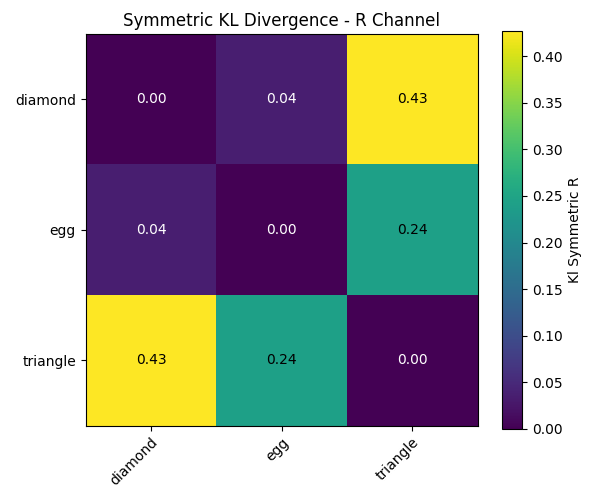 Symmetric KL Divergence - R Channel
diamond 0.00 0.04 0.43
egg 0.04 0.00 0.24
triangle 0.43 0.24 0.00
diamond egg triangle
0.40
0.35
0.30
0.25
0.20
0.15
0.10
0.05
0.00
Kl Symmetric R